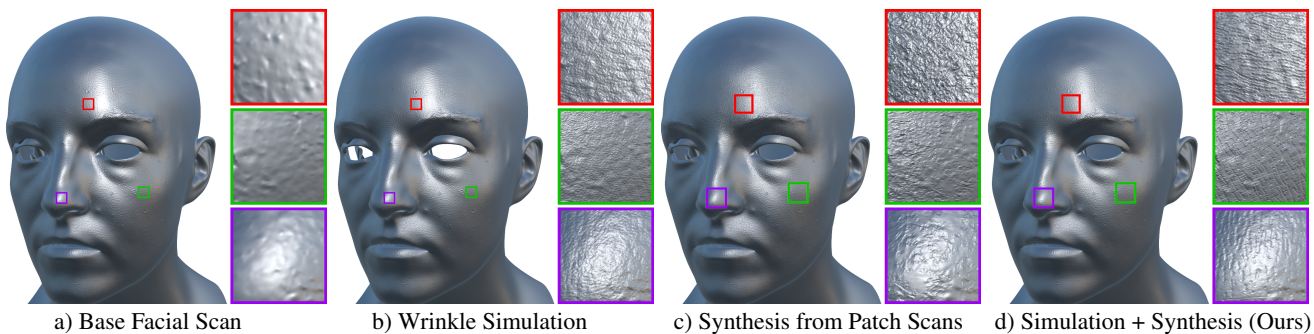 a) Base Facial Scan
b) Wrinkle Simulation
c) Synthesis from Patch Scans
d) Simulation + Synthesis (Ours)